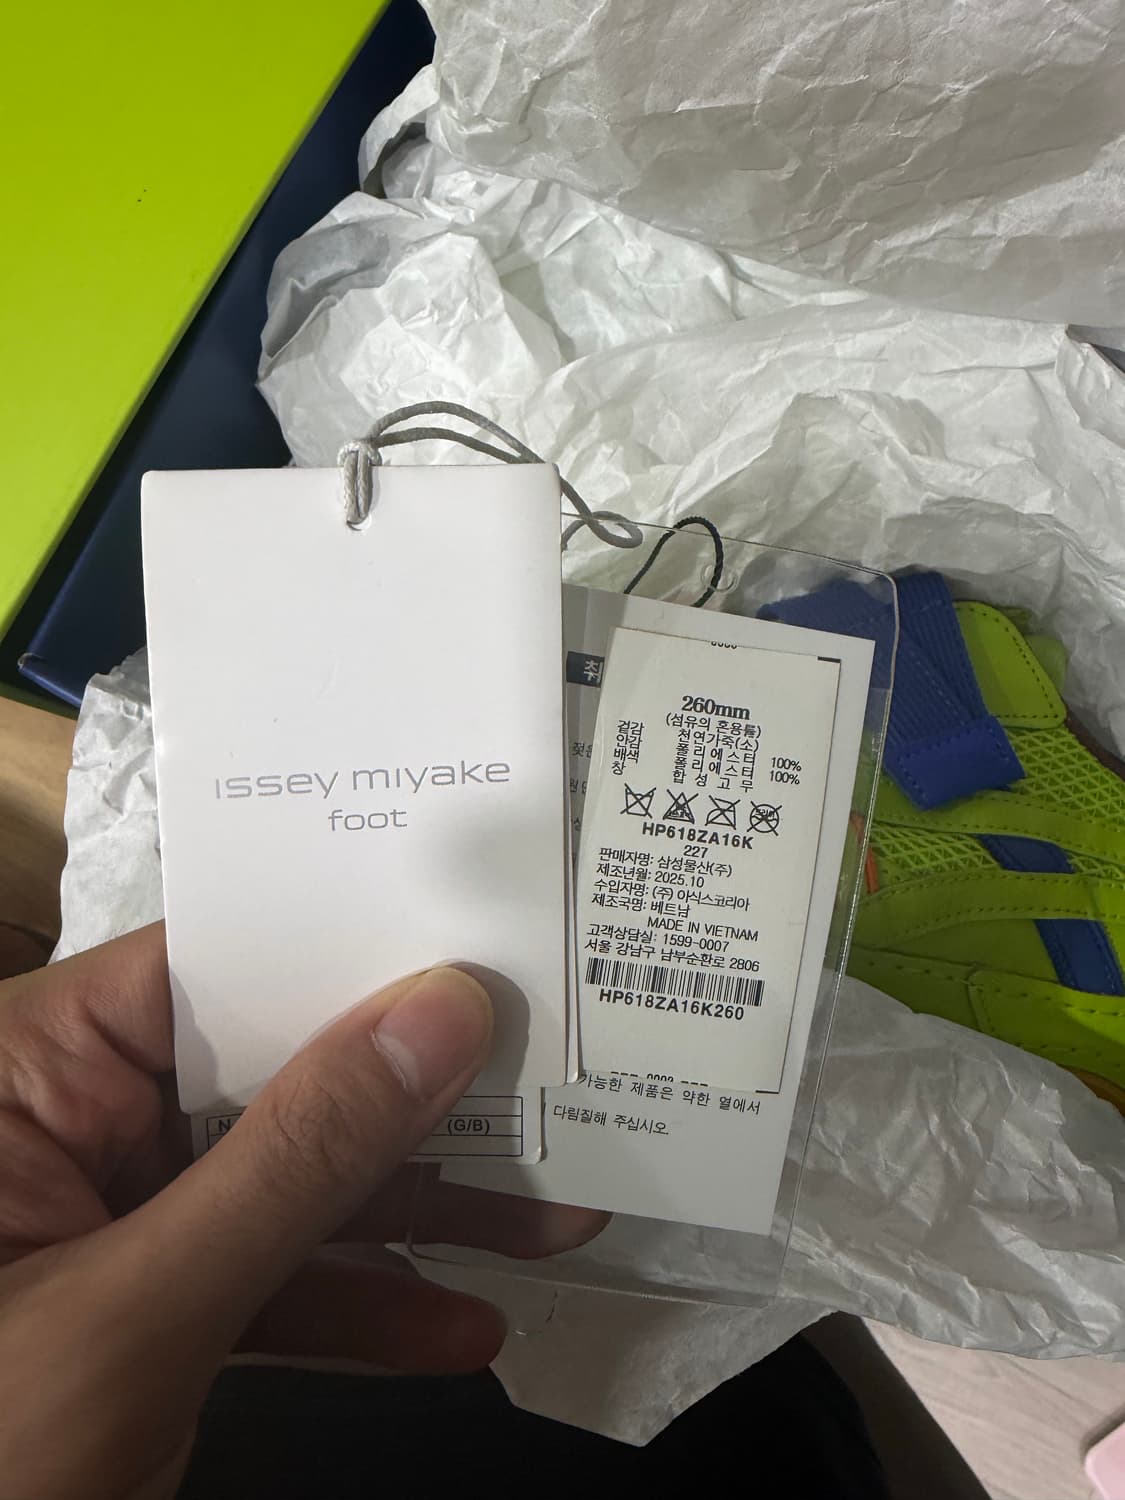 ISSEY MIYAKE
foot
N
(G/B)
취
젖은
260mm
(섬유의 혼용률)
겉감 천연가죽(소)
안감 폴리에스터 100%
배색 폴리에스터 100%
창 합성고무
HP618ZA16K
227
판매자명: 삼성물산(주)
제조년월: 2025.10
수입자명: (주) 아식스코리아
제조국명: 베트남
MADE IN VIETNAM
고객상담실: 1599-0007
서울 강남구 남부순환로 2806
HP618ZA16K260
가능한 제품은 약한 열에서
다림질해 주십시오.